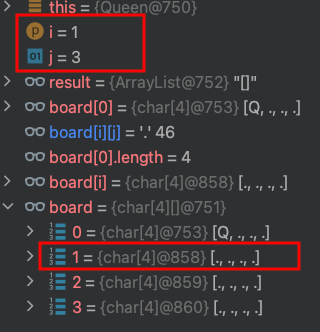 this = {Queen@750}
p i = 1
01 j = 3
result = {ArrayList@752} "[]"
board[0] = {char[4]@753} [Q, ., ., .]
board[i][j] = '.' 46
board[0].length = 4
board[i] = {char[4]@858} [., ., ., .]
board = {char[4][]@751}
0 = {char[4]@753} [Q, ., ., .]
1 = {char[4]@858} [., ., ., .]
2 = {char[4]@859} [., ., ., .]
3 = {char[4]@860} [., ., ., .]